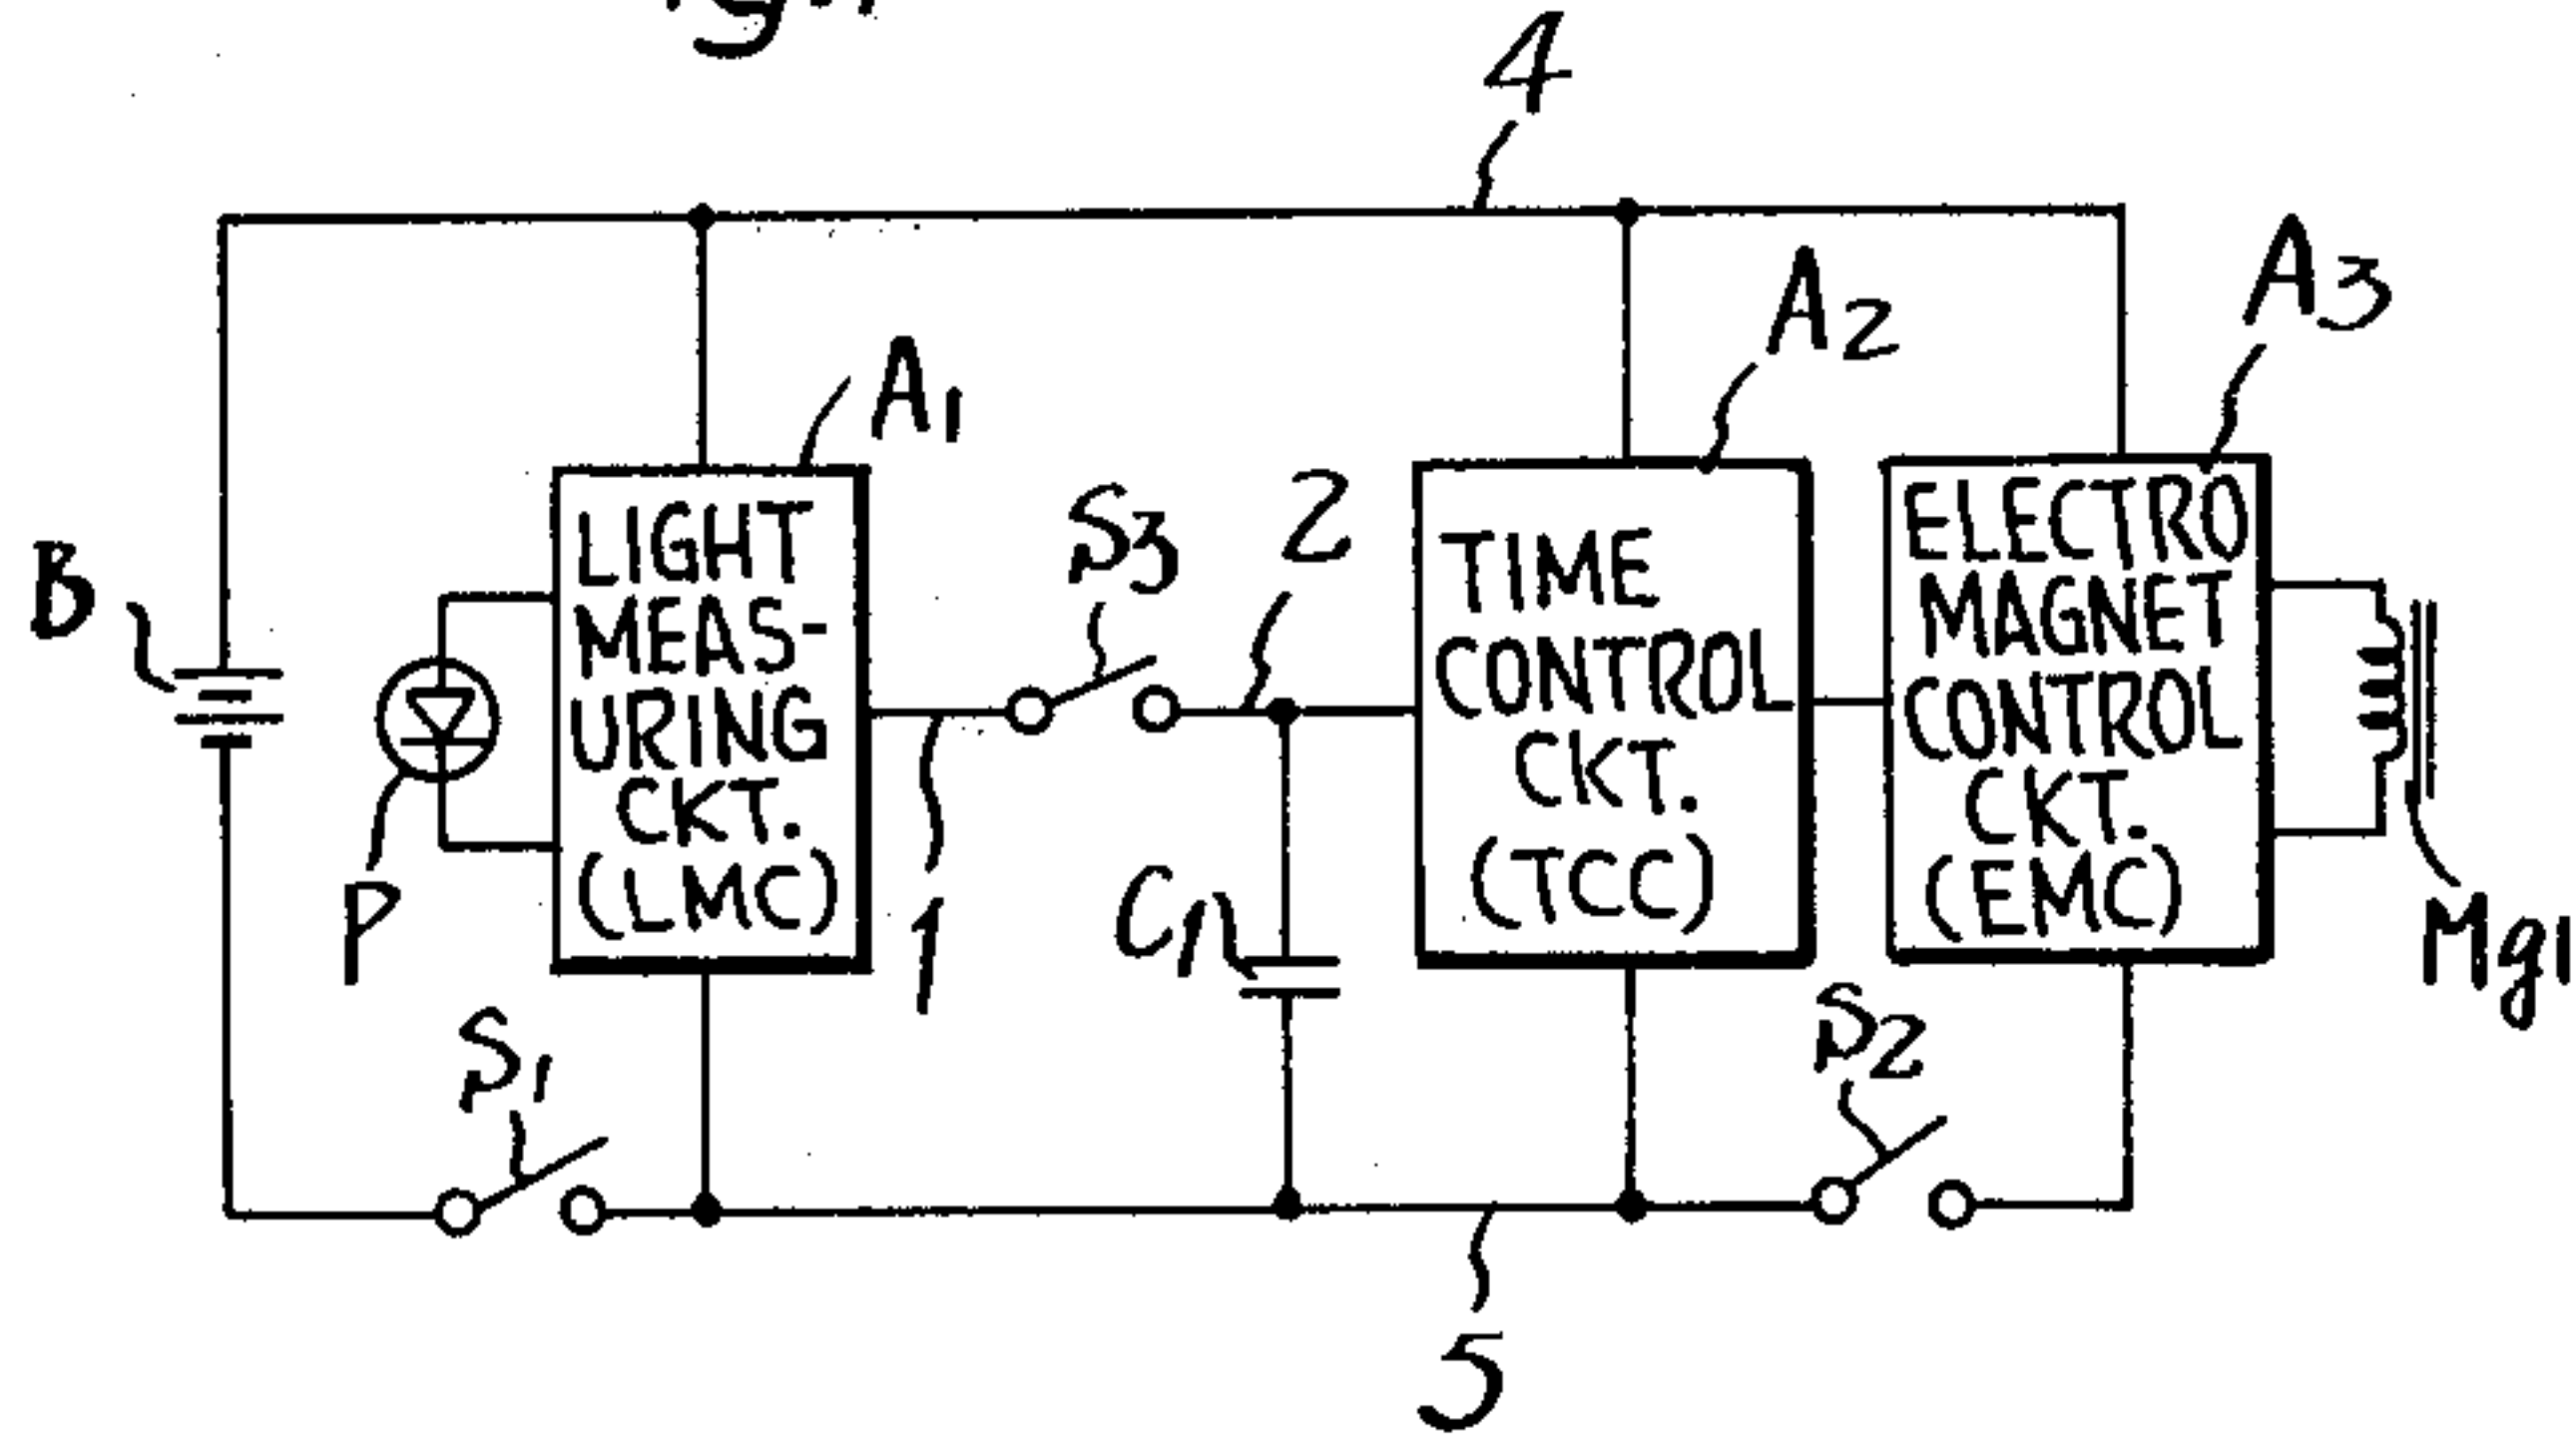 4
A1
A2
A3
B
P
LIGHT
MEAS-
URING
CKT.
(LMC)
S3
2
1
C1
TIME
CONTROL
CKT.
(TCC)
ELECTRO
MAGNET
CONTROL
CKT.
(EMC)
Mg1
S1
S2
5